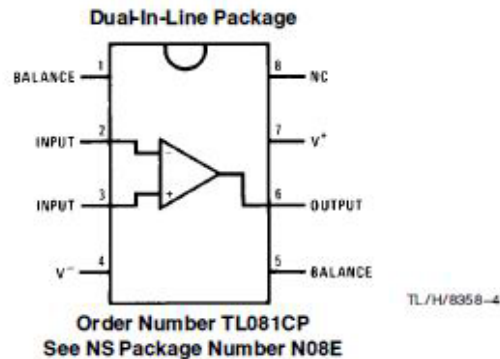 Dual-In-Line Package
1
BALANCE
8
NC
2
INPUT
-
7
V+
3
INPUT
+
6
OUTPUT
4
V-
5
BALANCE
TL/H/8358-4
Order Number TL081CP
See NS Package Number N08E